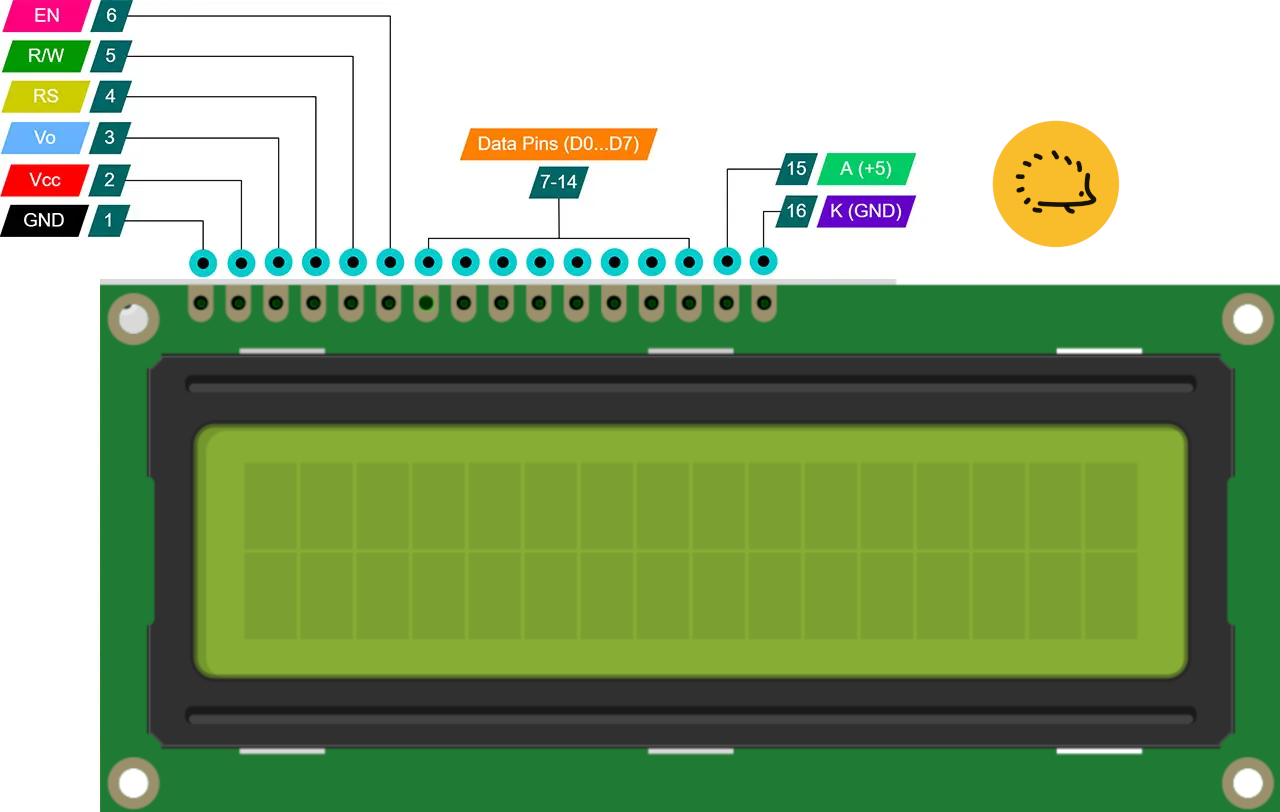 EN 6
R/W 5
RS 4
Vo 3
Vcc 2
GND 1
Data Pins (D0...D7)
7-14
15 A (+5)
16 K (GND)